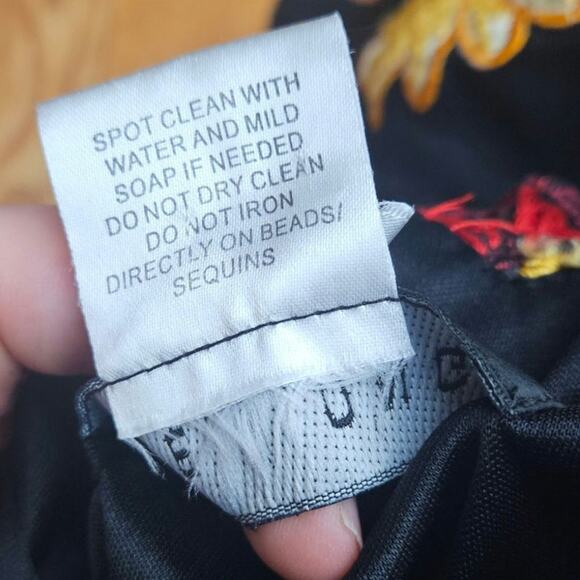 SPOT CLEAN WITH
WATER AND MILD
SOAP IF NEEDED
DO NOT DRY CLEAN
DO NOT IRON
DIRECTLY ON BEADS/
SEQUINS